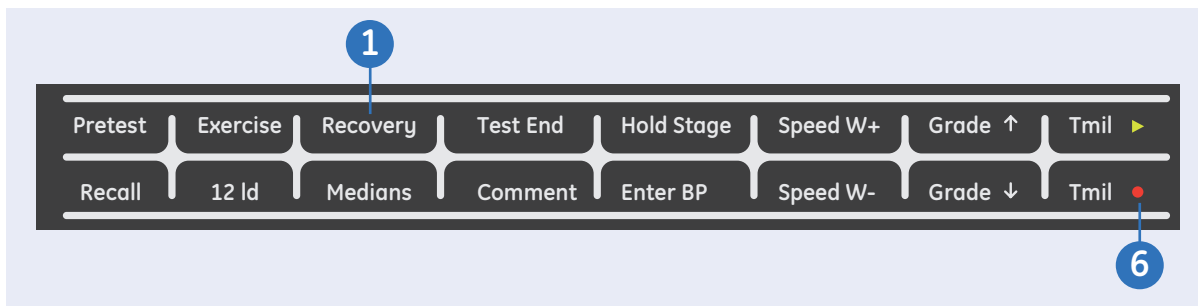 1
Pretest Exercise Recovery Test End Hold Stage Speed W+ Grade ↑ Tmil ▶
Recall 12 ld Medians Comment Enter BP Speed W- Grade ↓ Tmil ●
6